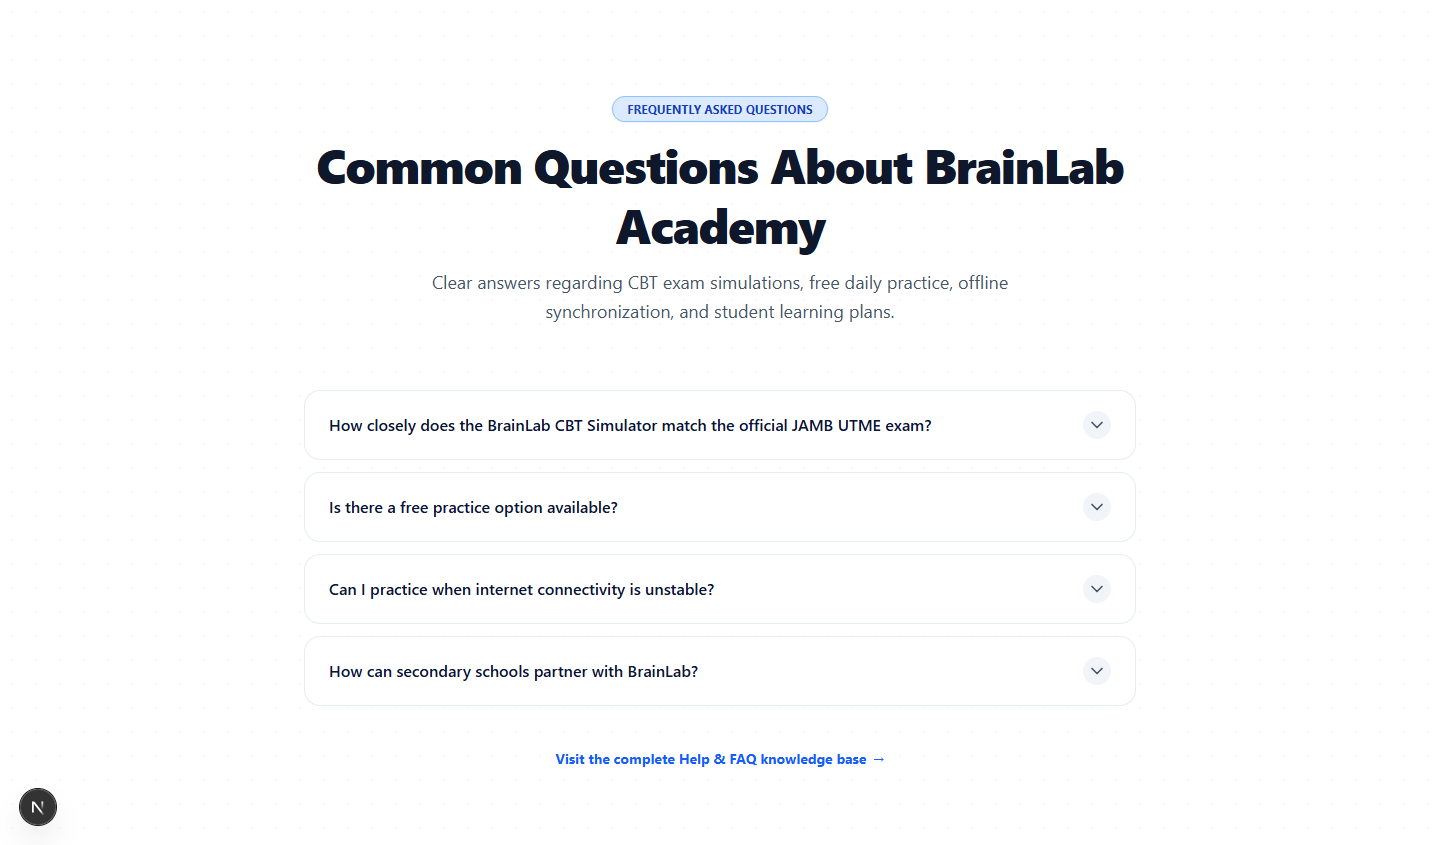 FREQUENTLY ASKED QUESTIONS
Common Questions About BrainLab
Academy
Clear answers regarding CBT exam simulations, free daily practice, offline
synchronization, and student learning plans.
How closely does the BrainLab CBT Simulator match the official JAMB UTME exam?
Is there a free practice option available?
Can I practice when internet connectivity is unstable?
How can secondary schools partner with BrainLab?
Visit the complete Help & FAQ knowledge base →
N